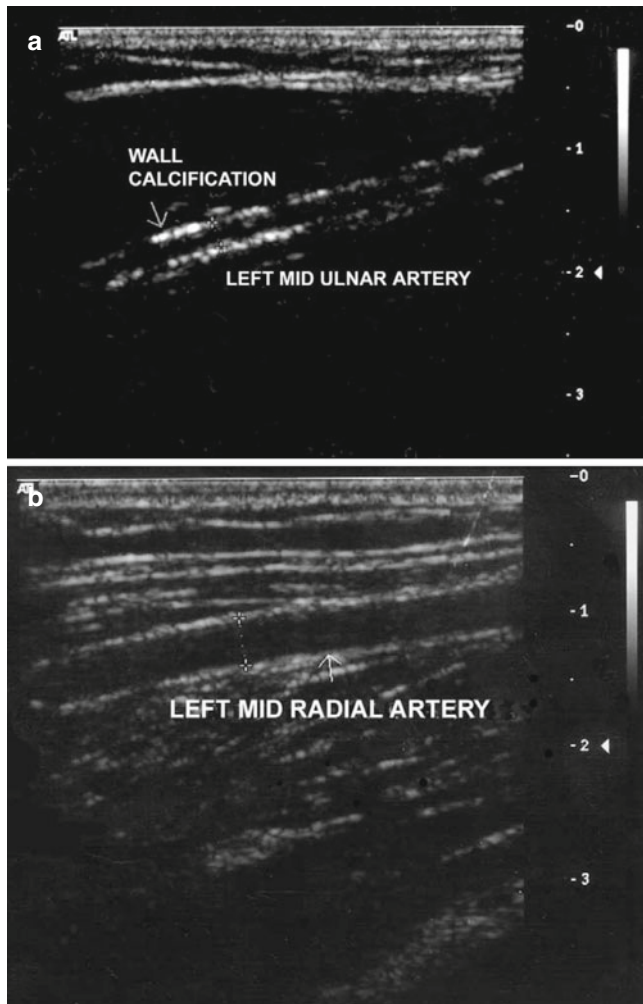 a
ATL
WALL
CALCIFICATION
LEFT MID ULNAR ARTERY
-0
-1
-2
-3
b
LEFT MID RADIAL ARTERY
-0
-1
-2
-3